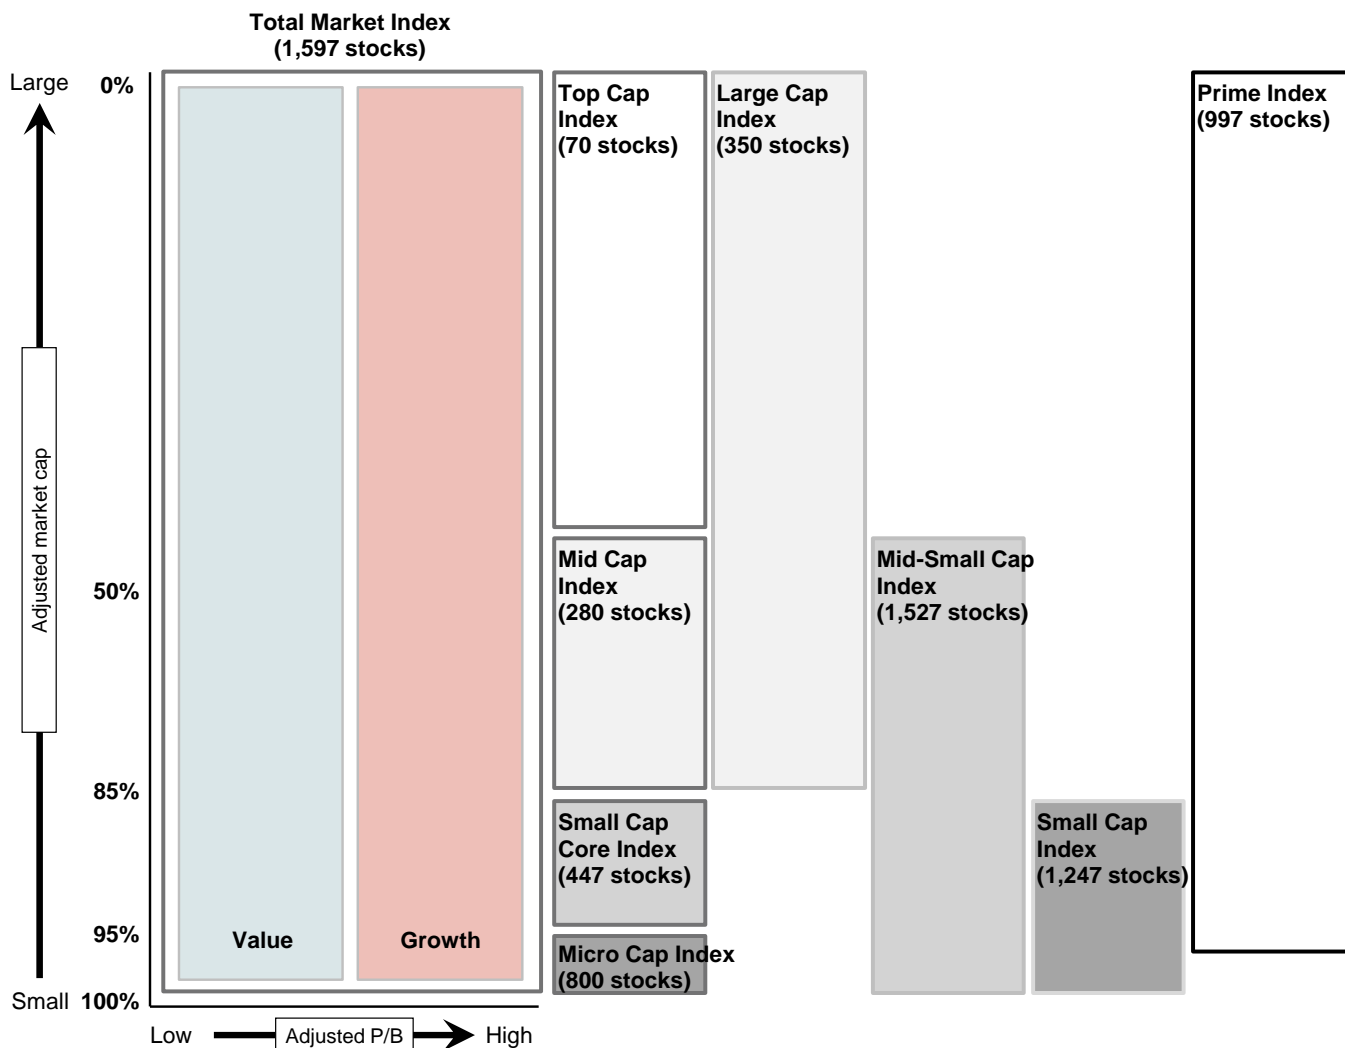 Total Market Index
(1,597 stocks)
Large
0%
Top Cap
Index
(70 stocks)
Large Cap
Index
(350 stocks)
Prime Index
(997 stocks)
Adjusted market cap
50%
Mid Cap
Index
(280 stocks)
Mid-Small Cap
Index
(1,527 stocks)
85%
Small Cap
Core Index
(447 stocks)
Small Cap
Index
(1,247 stocks)
95%
Value
Growth
Micro Cap Index
(800 stocks)
Small
100%
Low
Adjusted P/B
High